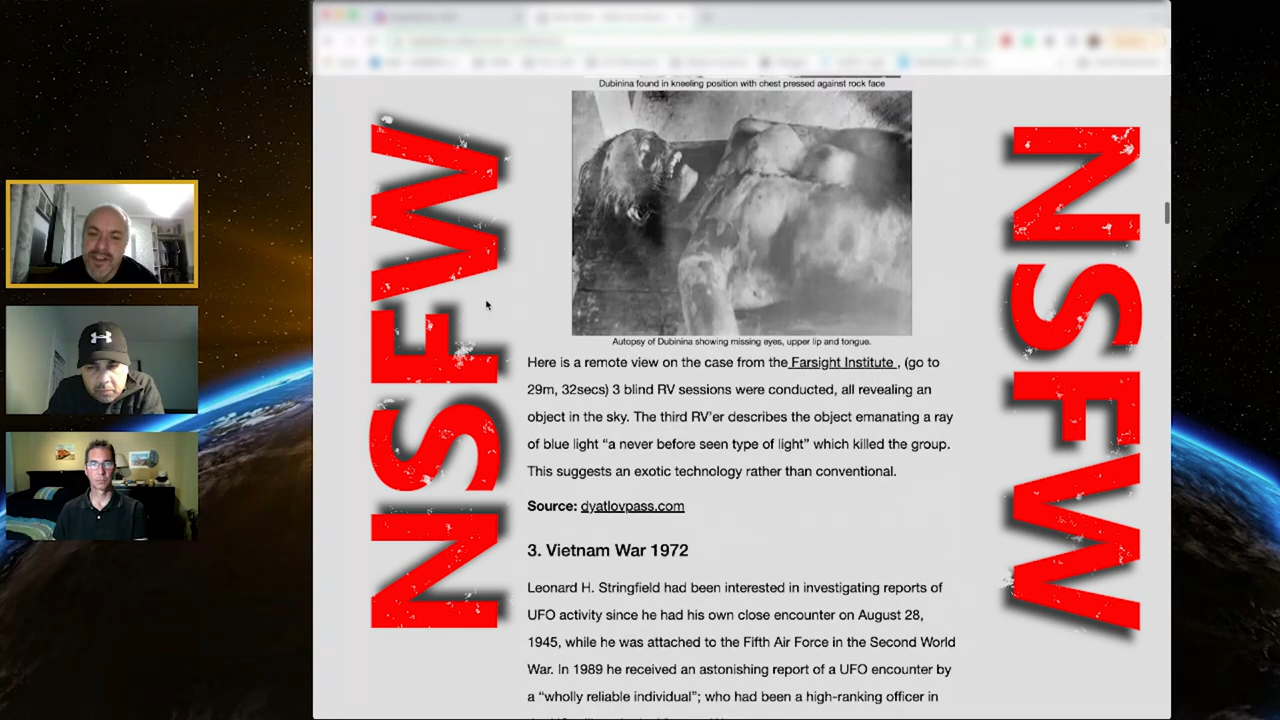 Dubinina found in kneeling position with chest pressed against rock face
NSFW
NSFW
Autopsy of Dubinina showing missing eyes, upper lip and tongue.
Here is a remote view on the case from the Farsight Institute , (go to
29m, 32secs) 3 blind RV sessions were conducted, all revealing an
object in the sky. The third RV'er describes the object emanating a ray
of blue light “a never before seen type of light” which killed the group.
This suggests an exotic technology rather than conventional.
Source: dyatlovpass.com
3. Vietnam War 1972
Leonard H. Stringfield had been interested in investigating reports of
UFO activity since he had his own close encounter on August 28,
1945, while he was attached to the Fifth Air Force in the Second World
War. In 1989 he received an astonishing report of a UFO encounter by
a “wholly reliable individual”; who had been a high-ranking officer in